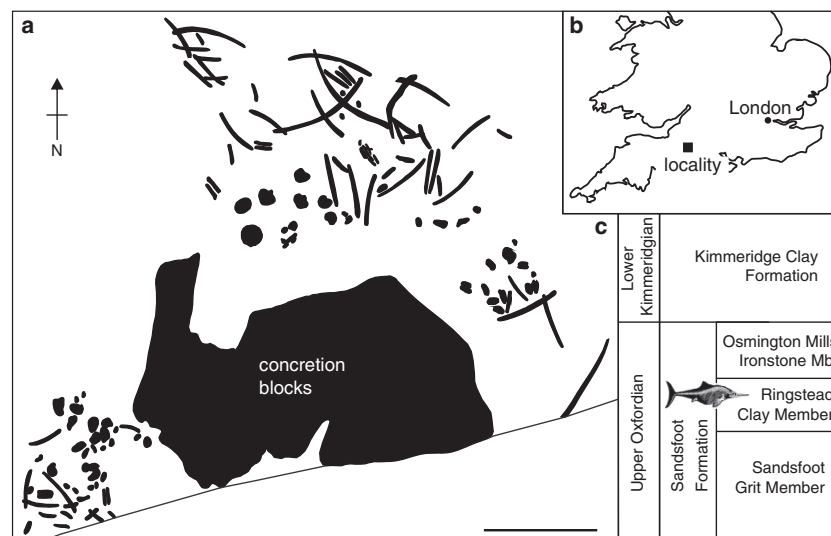 a
N
concretion
blocks
b
London
locality
c
Lower
Kimmeridgian
Kimmeridge Clay
Formation
Upper Oxfordian
Sandsfoot
Formation
Osmington Mills
Ironstone Mb
Ringstead
Clay Member
Sandsfoot
Grit Member